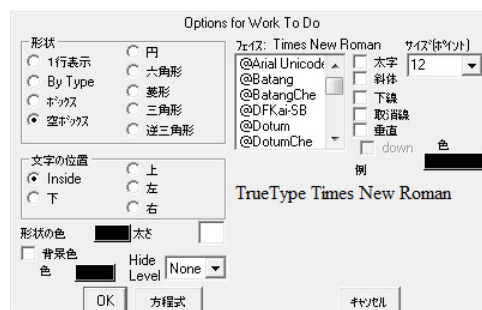 Options for Work To Do
形状
1行表示
By Type
ﾎﾞｯｸｽ
空ﾎﾞｯｸｽ
円
六角形
菱形
三角形
逆三角形
文字の位置
Inside
下
上
左
右
形状の色
太さ
背景色
色
Hide
Level
None
OK
方程式
ﾌｪｲｽ: Times New Roman
@Arial Unicode
@Batang
@BatangChe
@DFKai-SB
@Dotum
@DotumChe
太字
斜体
下線
取消線
垂直
down
ｻｲｽﾞ(ﾎﾟｲﾝﾄ)
12
色
例
TrueType Times New Roman
ｷｬﾝｾﾙ